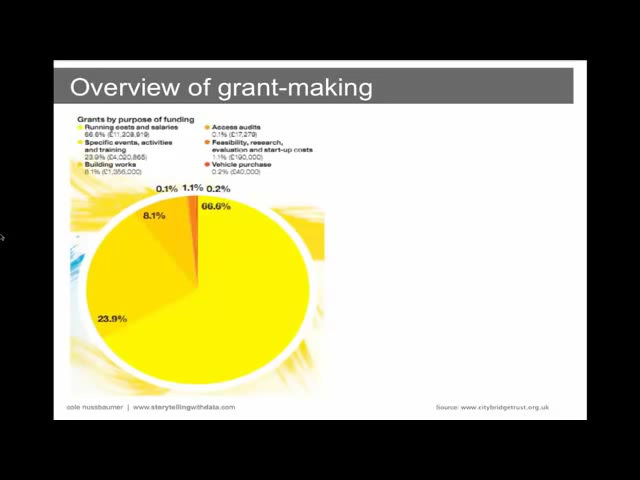 Overview of grant-making
Grants by purpose of funding
Running costs and salaries
66.6% (£11,208,919)
Specific events, activities
and training
23.9% (£4,020,865)
Building works
8.1% (£1,356,000)
Access audits
0.1% (£17,279)
Feasibility, research,
evaluation and start-up costs
1.1% (£190,000)
Vehicle purchase
0.2% (£40,000)
0.1% 1.1% 0.2%
8.1%
66.6%
23.9%
cole nussbaumer | www.storytellingwithdata.com
Source: www.citybridgetrust.org.uk